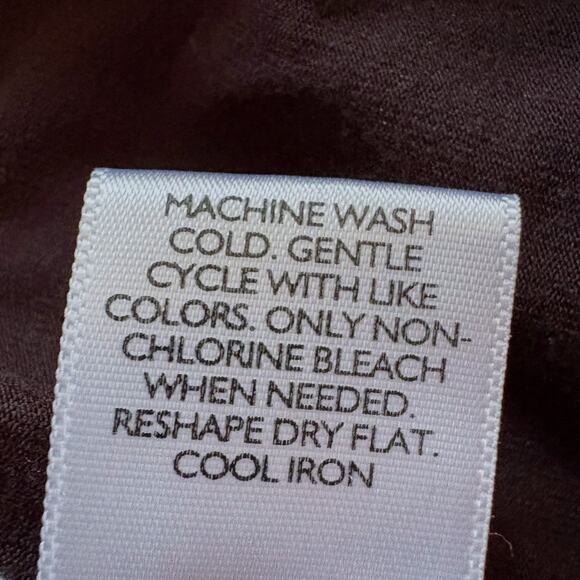 MACHINE WASH
COLD. GENTLE
CYCLE WITH LIKE
COLORS. ONLY NON-
CHLORINE BLEACH
WHEN NEEDED.
RESHAPE DRY FLAT.
COOL IRON